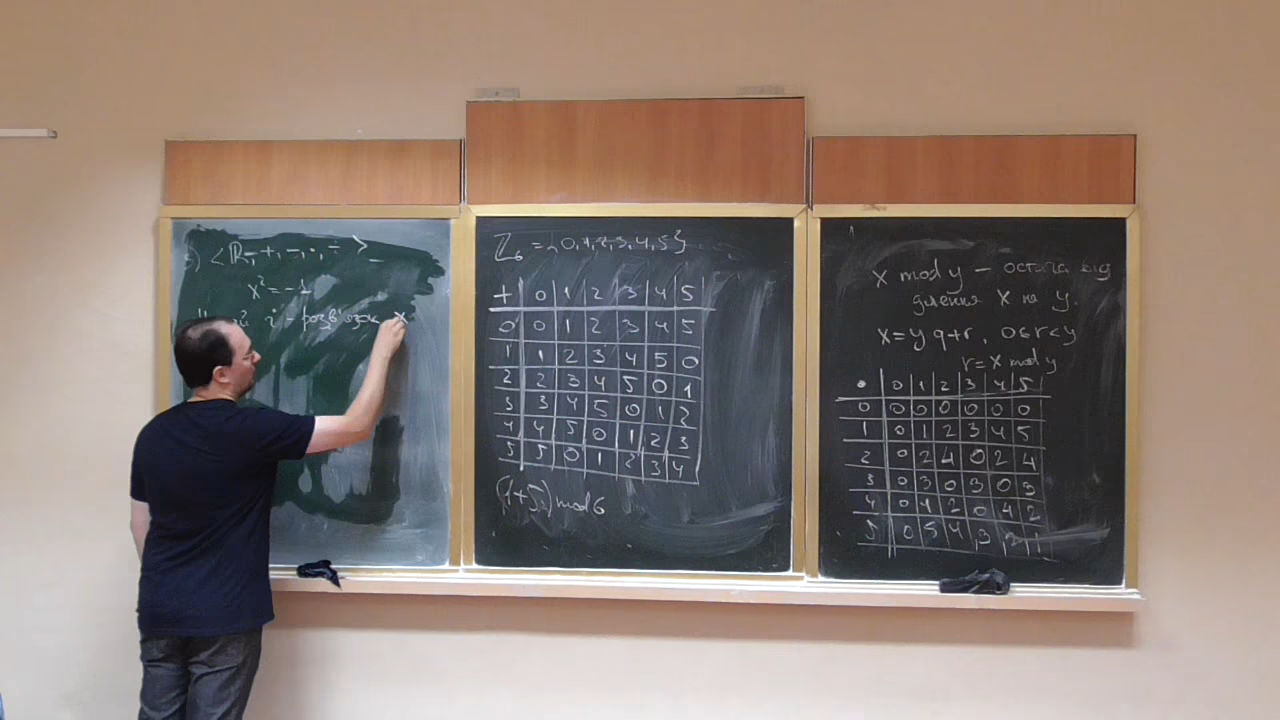 <ℝ, +, −, ·, ÷>
x² = −1
i – розв'язок x
ℤ₆ = {0,1,2,3,4,5}
+ 0 1 2 3 4 5
0 0 1 2 3 4 5
1 1 2 3 4 5 0
2 2 3 4 5 0 1
3 3 4 5 0 1 2
4 4 5 0 1 2 3
5 5 0 1 2 3 4
mod 6
x mod y – остача від
ділення x на y.
x = y q + r, 0≤r<y
r = x mod y
· 0 1 2 3 4 5
0 0 0 0 0 0 0
1 0 1 2 3 4 5
2 0 2 4 0 2 4
3 0 3 0 3 0 3
4 0 4 2 0 4 2
5 0 5 4 3 2 1